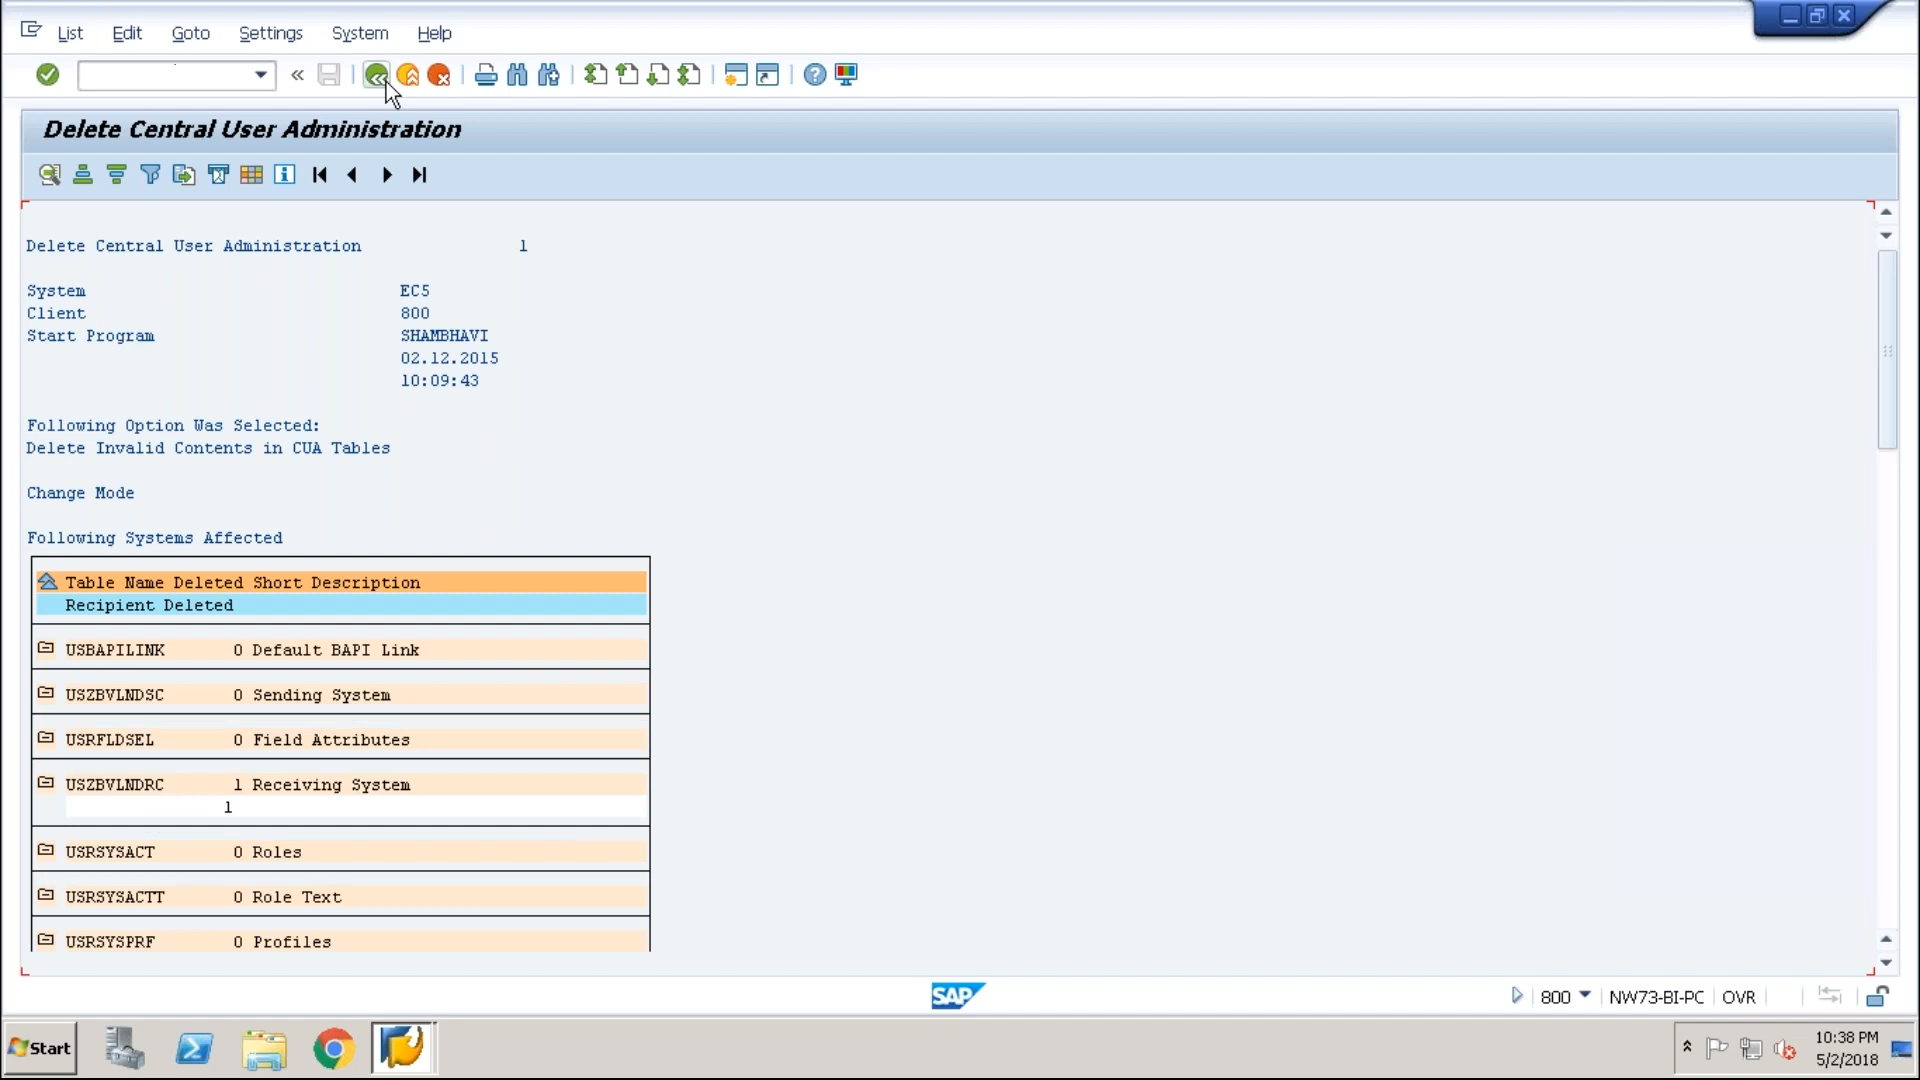 List Edit Goto Settings System Help
Delete Central User Administration
Delete Central User Administration 1
System EC5
Client 800
Start Program SHAMBHAVI
02.12.2015
10:09:43
Following Option Was Selected:
Delete Invalid Contents in CUA Tables
Change Mode
Following Systems Affected
Table Name Deleted Short Description
Recipient Deleted
USBAPILINK 0 Default BAPI Link
USZBVLNDSC 0 Sending System
USRFLDSEL 0 Field Attributes
USZBVLNDRC 1 Receiving System
1
USRSYSACT 0 Roles
USRSYSACTT 0 Role Text
USRSYSPRF 0 Profiles
SAP 800 NW73-BI-PC OVR
Start 10:38 PM
5/2/2018